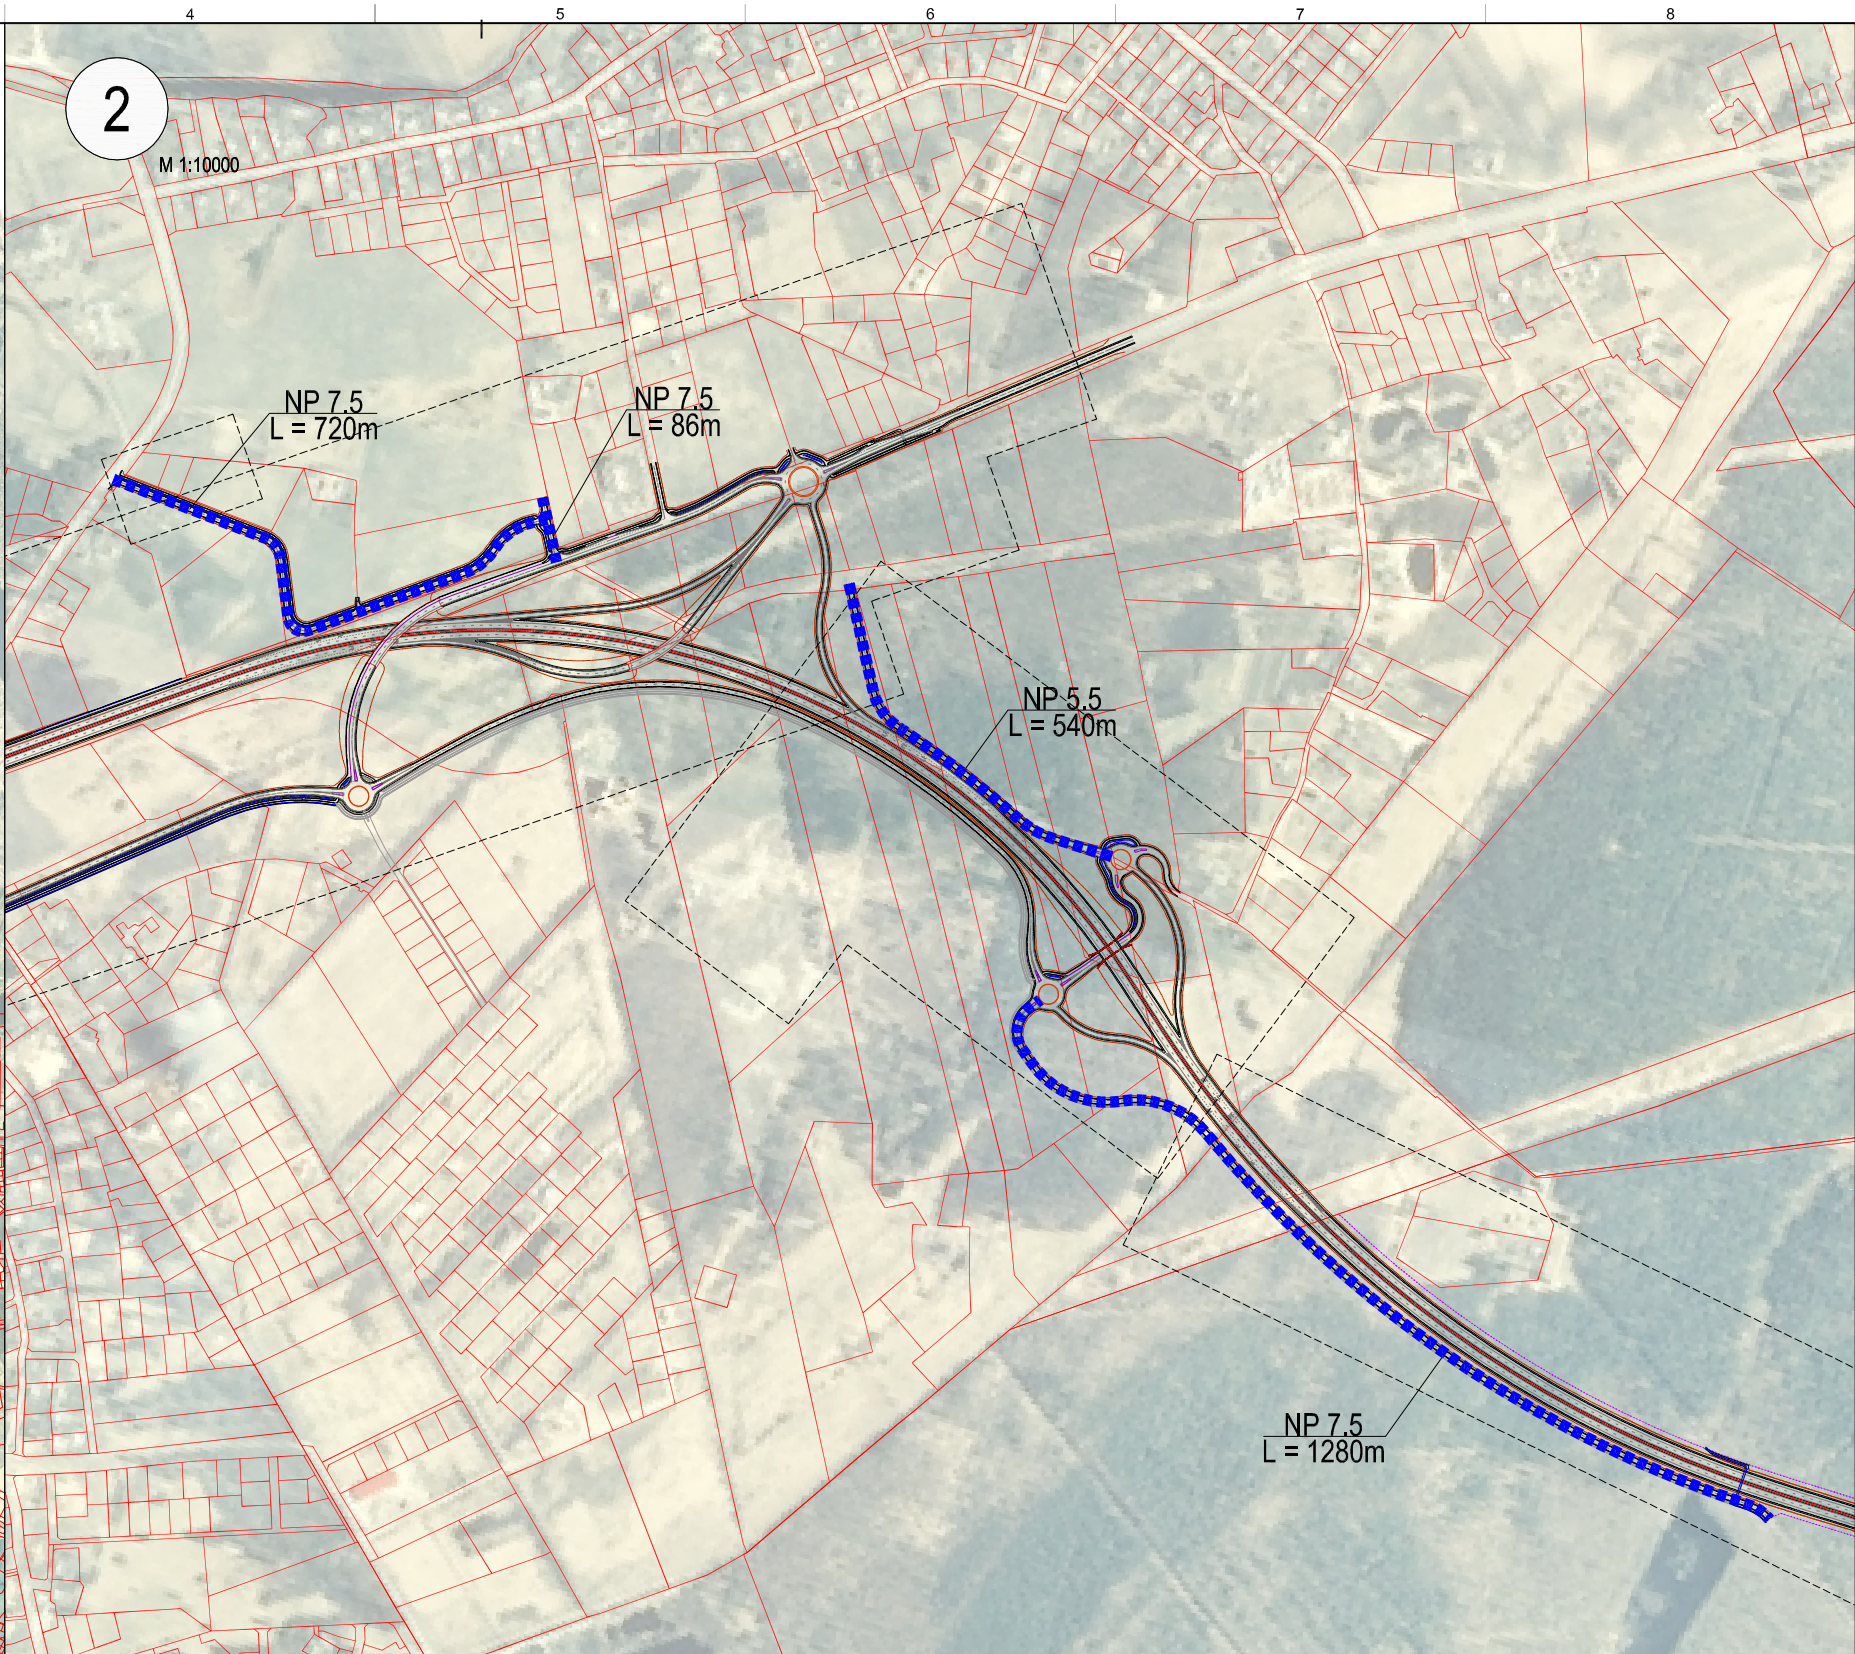 4 5 6 7 8
2
M 1:10000
NP 7.5
L = 720m
NP 7.5
L = 86m
NP 5.5
L = 540m
NP 7.5
L = 1280m